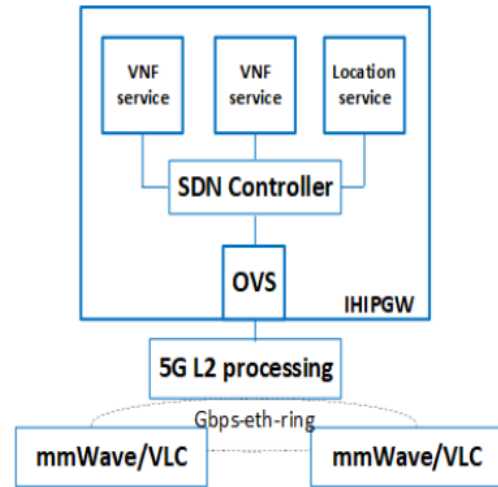 VNF
service
VNF
service
Location
service
SDN Controller
OVS
IHIPGW
5G L2 processing
Gbps-eth-ring
mmWave/VLC
mmWave/VLC